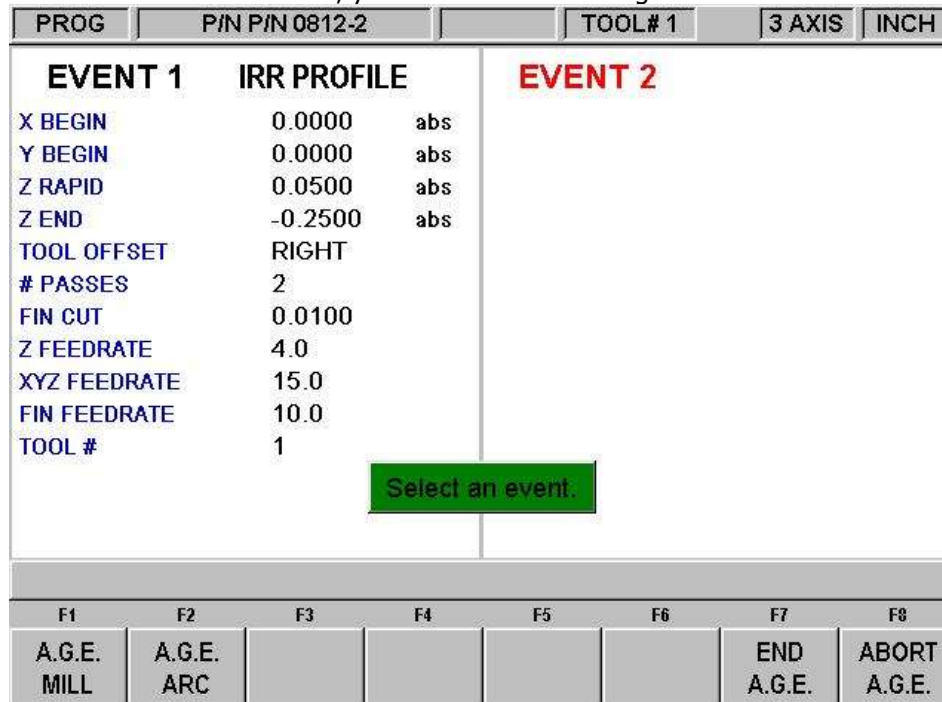 PROG P/N P/N 0812-2 TOOL# 1 3 AXIS INCH
EVENT 1 IRR PROFILE
X BEGIN 0.0000 abs
Y BEGIN 0.0000 abs
Z RAPID 0.0500 abs
Z END -0.2500 abs
TOOL OFFSET RIGHT
# PASSES 2
FIN CUT 0.0100
Z FEEDRATE 4.0
XYZ FEEDRATE 15.0
FIN FEEDRATE 10.0
TOOL # 1
EVENT 2
Select an event.
F1 F2 F3 F4 F5 F6 F7 F8
A.G.E. A.G.E. END ABORT
MILL ARC A.G.E. A.G.E.